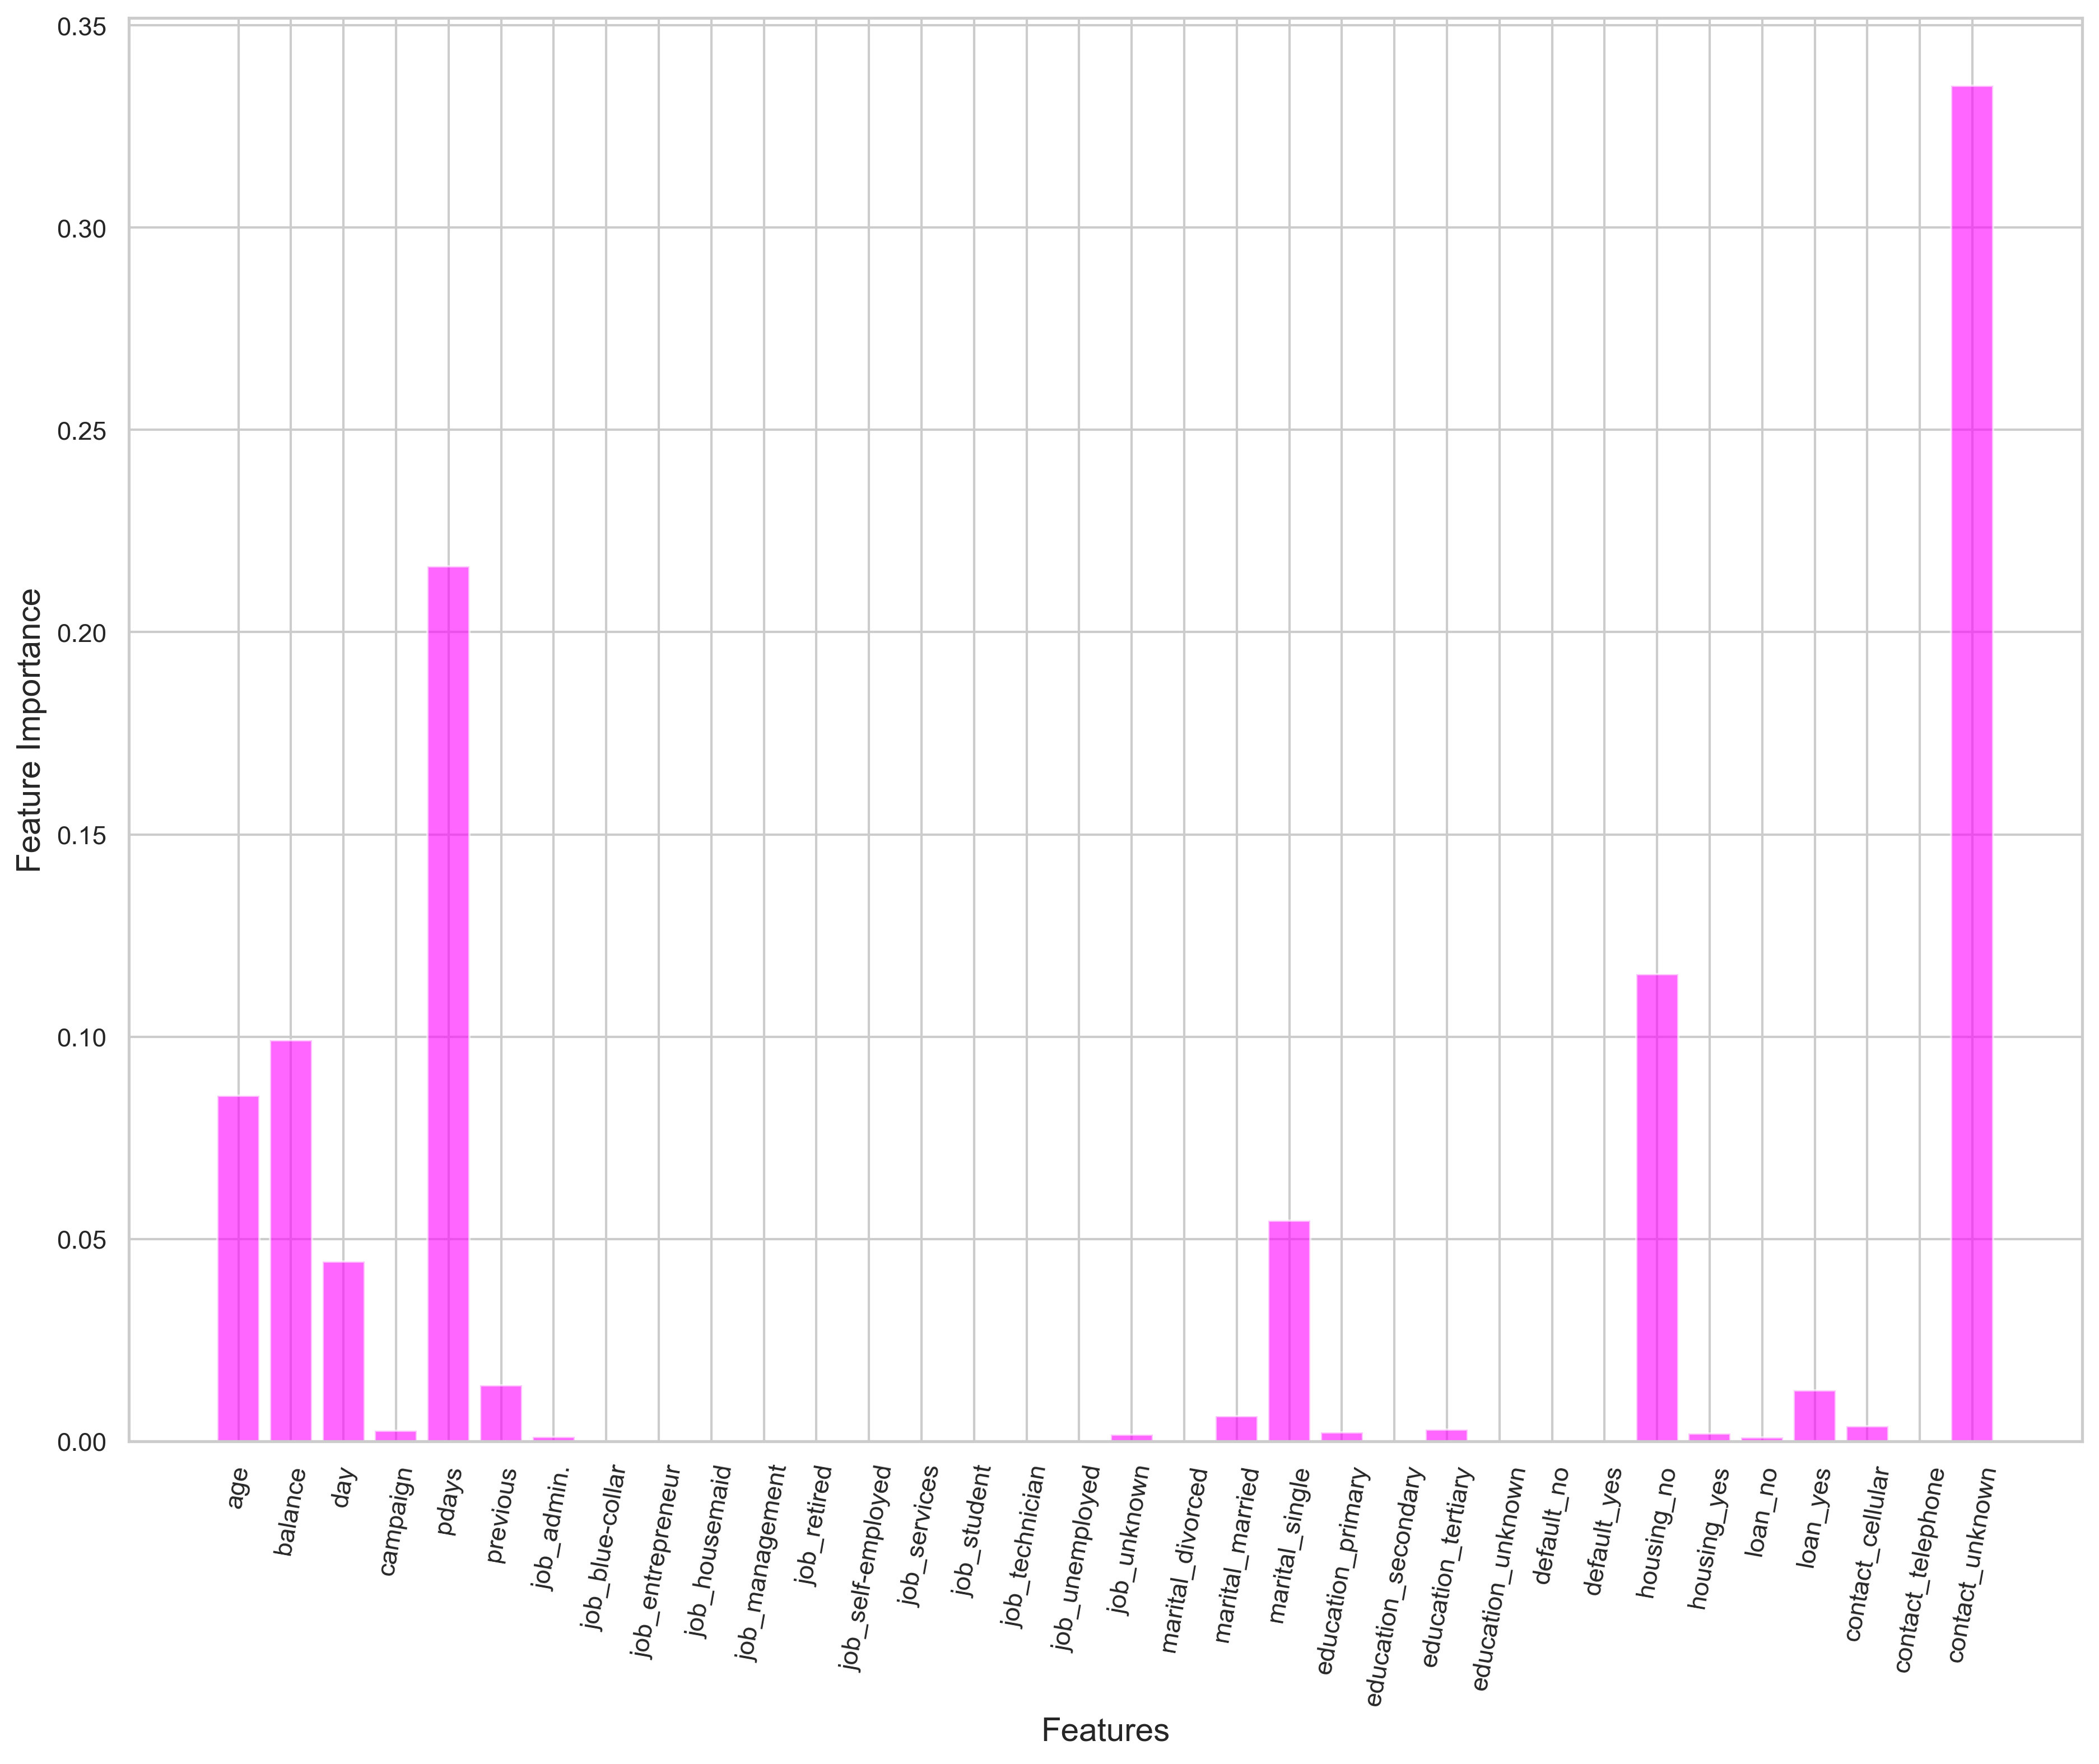 0.35
0.30
0.25
0.20
0.15
0.10
0.05
0.00
Feature Importance
age
balance
day
campaign
pdays
previous
job_admin.
job_blue-collar
job_entrepreneur
job_housemaid
job_management
job_retired
job_self-employed
job_services
job_student
job_technician
job_unemployed
job_unknown
marital_divorced
marital_married
marital_single
education_primary
education_secondary
education_tertiary
education_unknown
default_no
default_yes
housing_no
housing_yes
loan_no
loan_yes
contact_cellular
contact_telephone
contact_unknown
Features